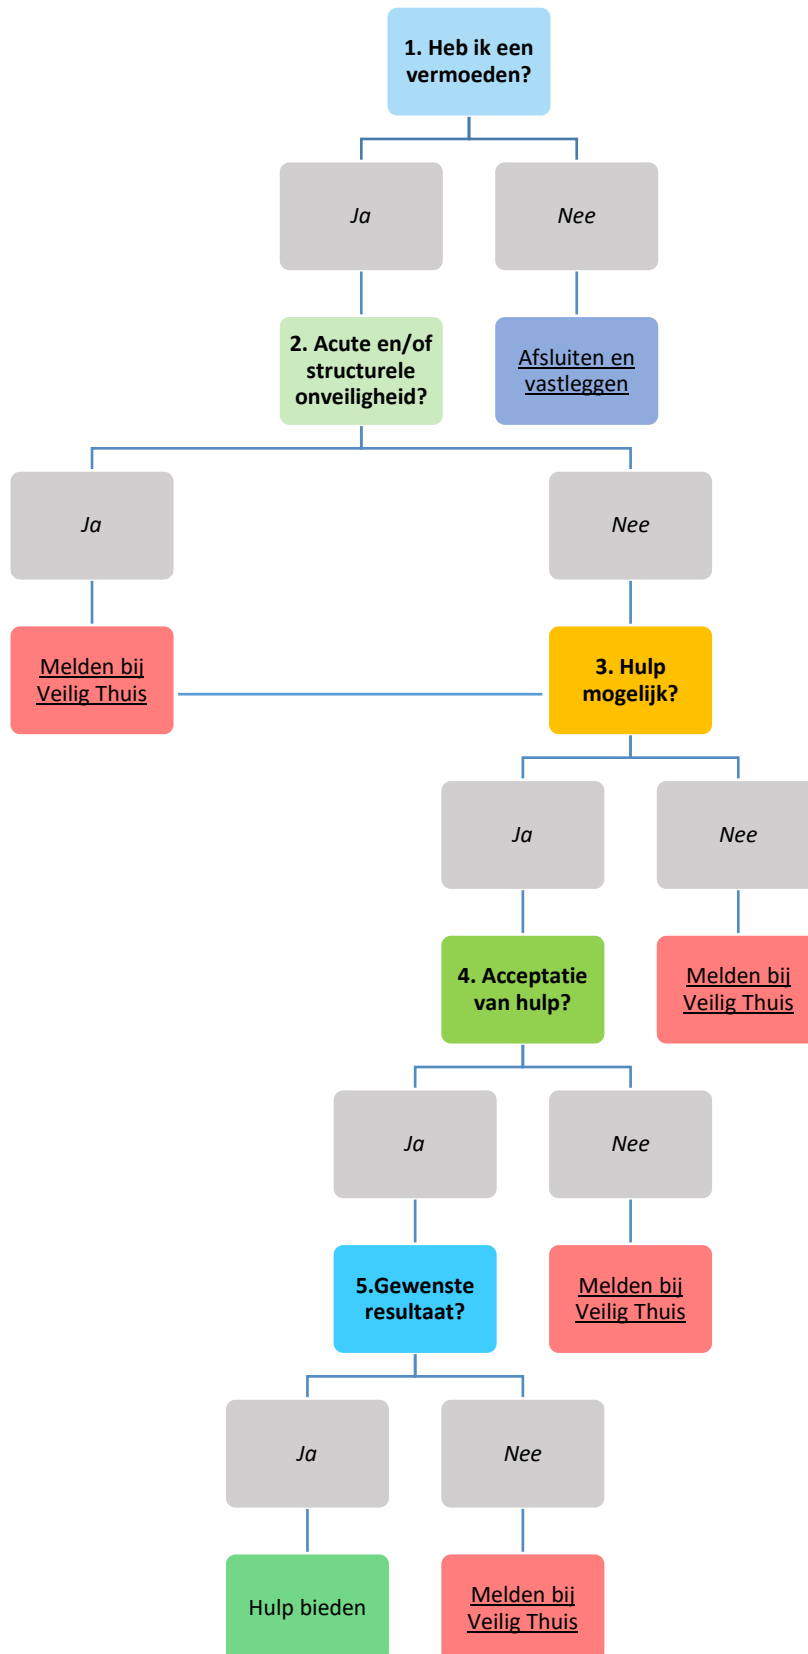 1. Heb ik een
vermoeden?
Ja
Nee
2. Acute en/of
structurele
onveiligheid?
Afsluiten en
vastleggen
Ja
Nee
Melden bij
Veilig Thuis
3. Hulp
mogelijk?
Ja
Nee
4. Acceptatie
van hulp?
Melden bij
Veilig Thuis
Ja
Nee
5.Gewenste
resultaat?
Melden bij
Veilig Thuis
Ja
Nee
Hulp bieden
Melden bij
Veilig Thuis